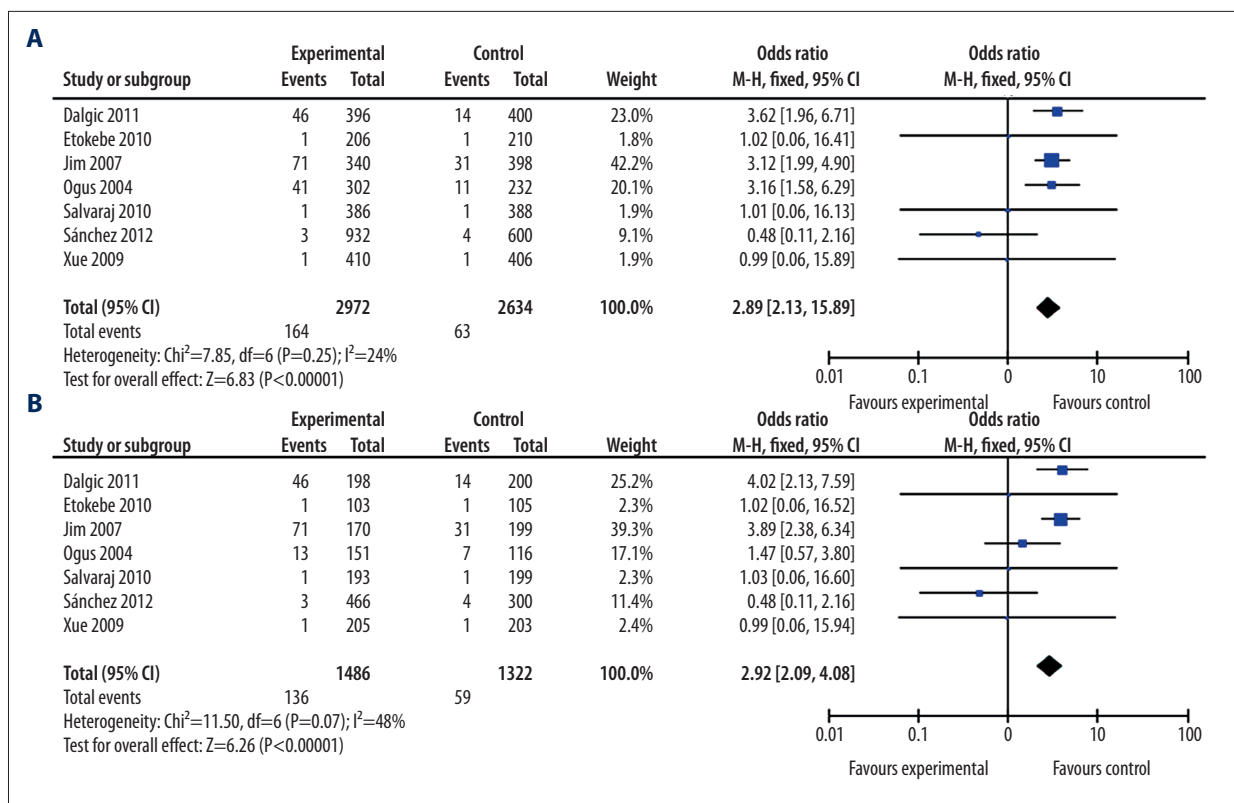 A
Experimental Control Odds ratio Odds ratio
Study or subgroup Events Total Events Total Weight M-H, fixed, 95% CI M-H, fixed, 95% CI
Dalgic 2011 46 396 14 400 23.0% 3.62 [1.96, 6.71]
Etokebe 2010 1 206 1 210 1.8% 1.02 [0.06, 16.41]
Jim 2007 71 340 31 398 42.2% 3.12 [1.99, 4.90]
Ogus 2004 41 302 11 232 20.1% 3.16 [1.58, 6.29]
Salvaraj 2010 1 386 1 388 1.9% 1.01 [0.06, 16.13]
Sánchez 2012 3 932 4 600 9.1% 0.48 [0.11, 2.16]
Xue 2009 1 410 1 406 1.9% 0.99 [0.06, 15.89]
Total (95% CI) 2972 2634 100.0% 2.89 [2.13, 15.89]
Total events 164 63
Heterogeneity: Chi²=7.85, df=6 (P=0.25); I²=24%
Test for overall effect: Z=6.83 (P<0.00001)
0.01 0.1 0 10 100
Favours experimental Favours control
B
Experimental Control Odds ratio Odds ratio
Study or subgroup Events Total Events Total Weight M-H, fixed, 95% CI M-H, fixed, 95% CI
Dalgic 2011 46 198 14 200 25.2% 4.02 [2.13, 7.59]
Etokebe 2010 1 103 1 105 2.3% 1.02 [0.06, 16.52]
Jim 2007 71 170 31 199 39.3% 3.89 [2.38, 6.34]
Ogus 2004 13 151 7 116 17.1% 1.47 [0.57, 3.80]
Salvaraj 2010 1 193 1 199 2.3% 1.03 [0.06, 16.60]
Sánchez 2012 3 466 4 300 11.4% 0.48 [0.11, 2.16]
Xue 2009 1 205 1 203 2.4% 0.99 [0.06, 15.94]
Total (95% CI) 1486 1322 100.0% 2.92 [2.09, 4.08]
Total events 136 59
Heterogeneity: Chi²=11.50, df=6 (P=0.07); I²=48%
Test for overall effect: Z=6.26 (P<0.00001)
0.01 0.1 0 10 100
Favours experimental Favours control